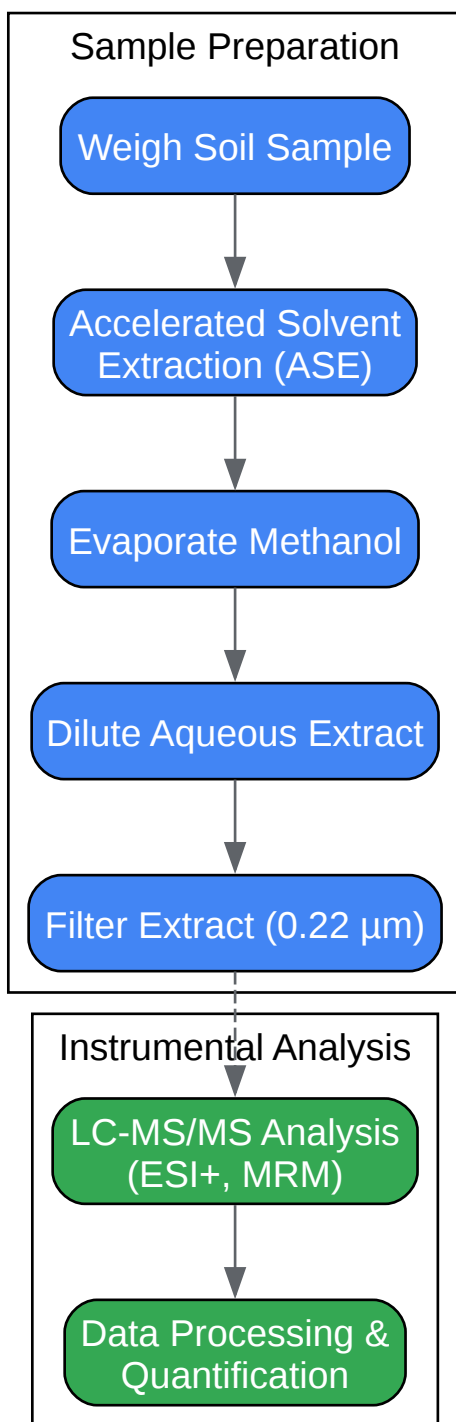 Sample Preparation
Weigh Soil Sample
Accelerated Solvent
Extraction (ASE)
Evaporate Methanol
Dilute Aqueous Extract
Filter Extract (0.22 µm)
Instrumental Analysis
LC-MS/MS Analysis
(ESI+, MRM)
Data Processing &
Quantification